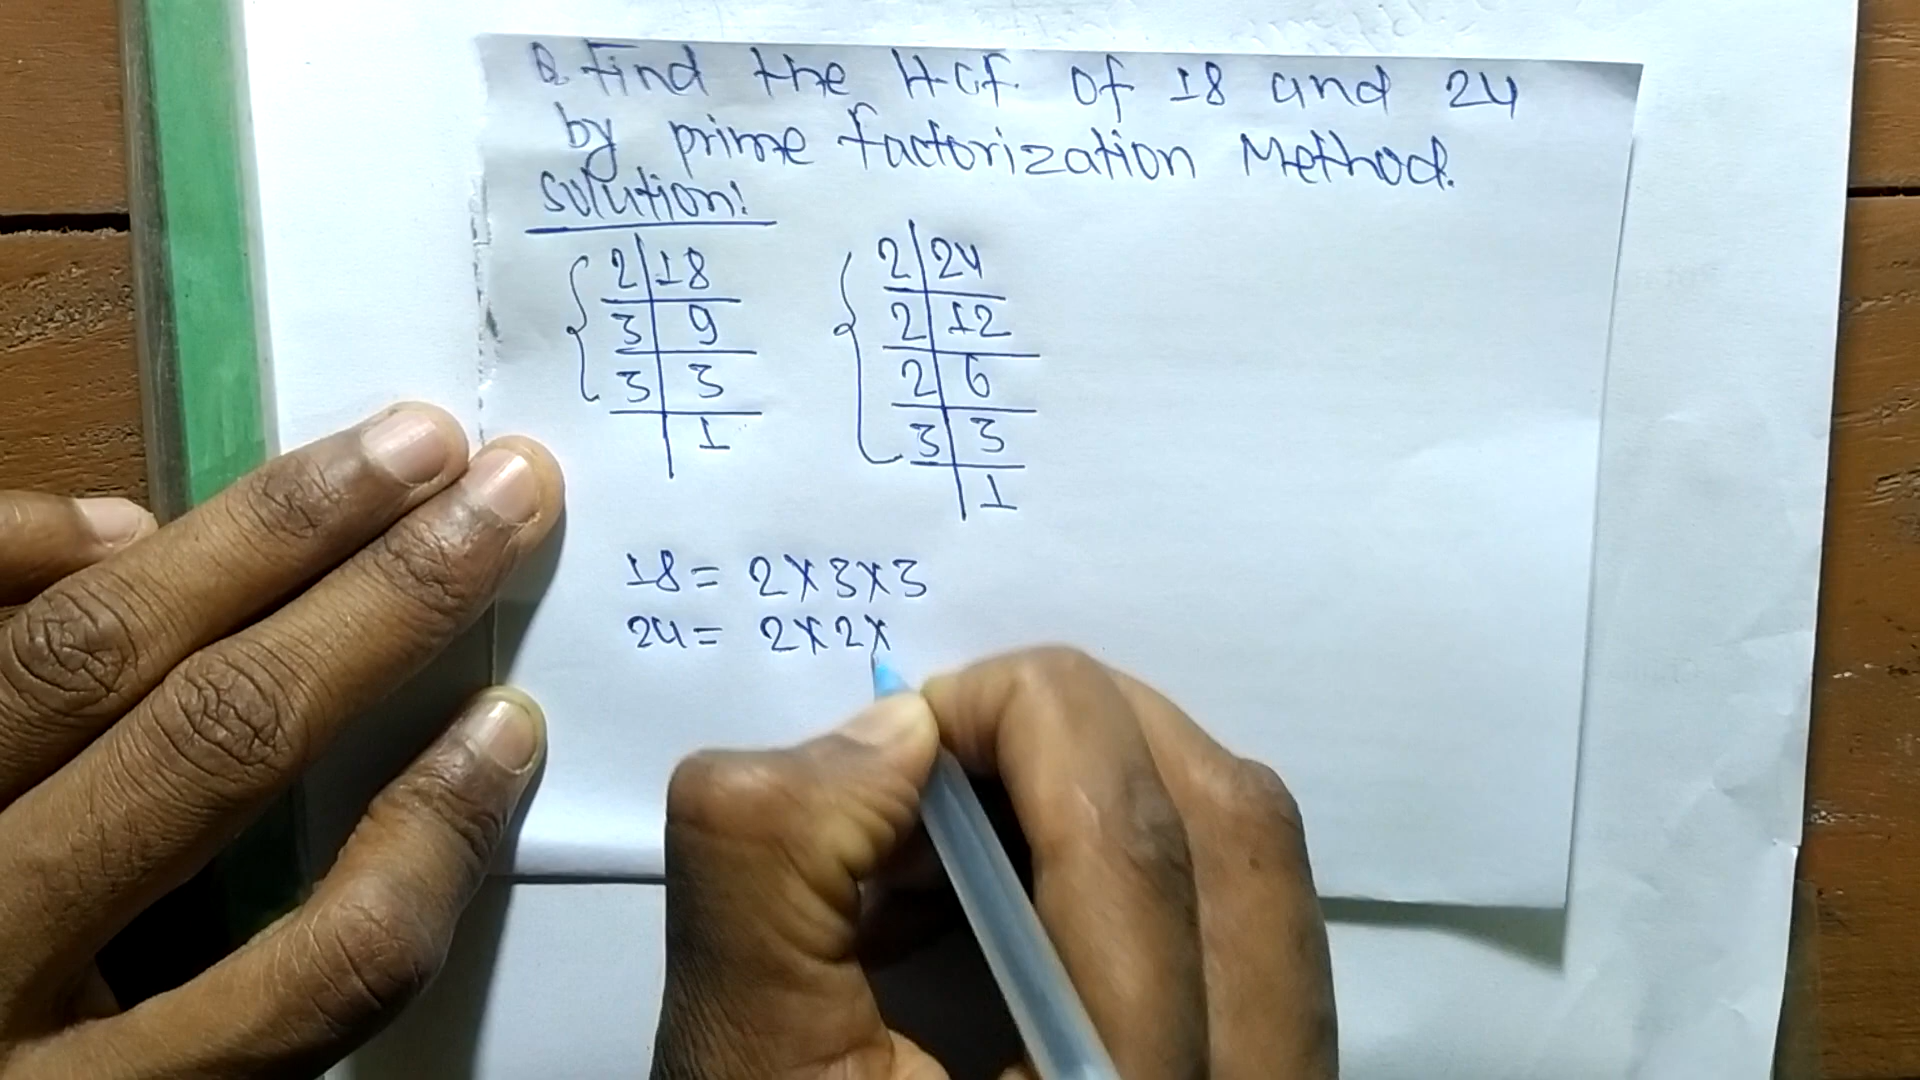 Q. Find the H.C.F. of 18 and 24
by prime factorization Method.
Solution:
2 | 18
3 | 9
3 | 3
1
2 | 24
2 | 12
2 | 6
3 | 3
1
18 = 2 × 3 × 3
24 = 2 × 2 ×